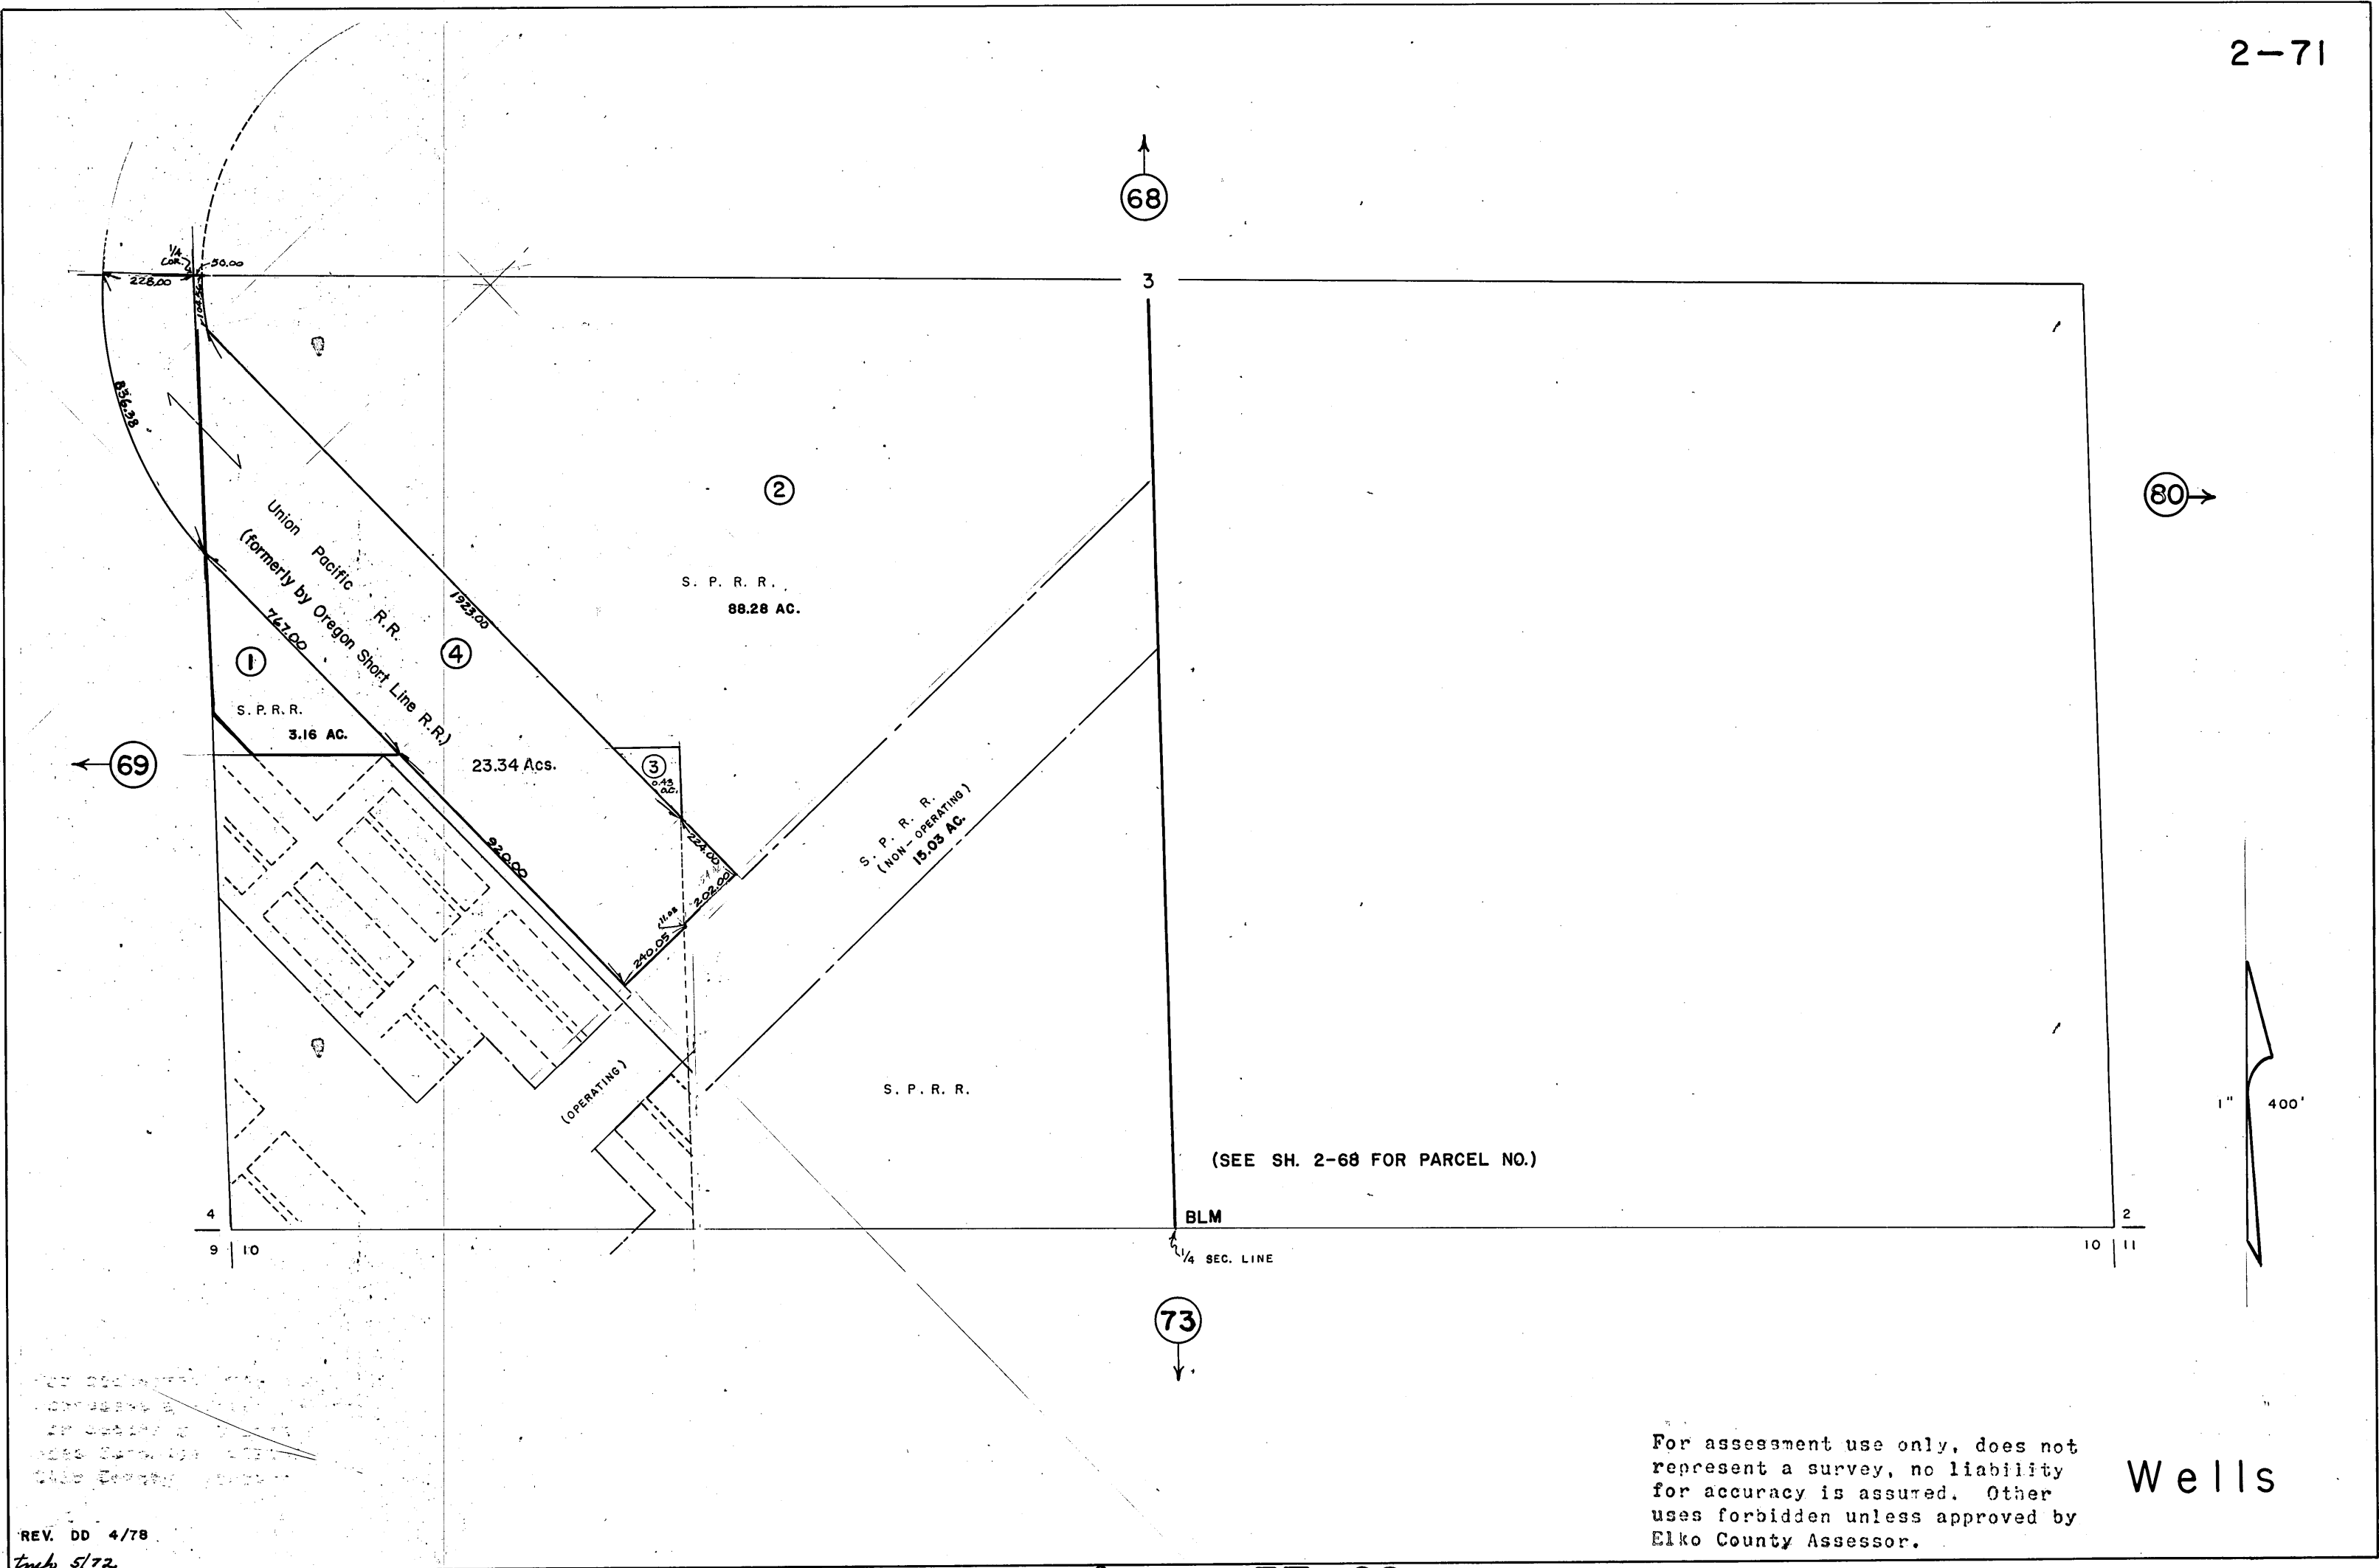 2-71
68
1/4
COR.
50.00
228.00
3
836.38
80
2
Union Pacific R.R.
(formerly by Oregon Short Line R.R.)
S. P. R. R.
88.28 AC.
1923.00
767.00
4
1
S. P. R. R.
3.16 AC.
69
23.34 Acs.
3
0.43
ac.
920.00
224.00
202.00
240.05
S. P. R. R.
(NON-OPERATING)
15.03 AC.
(OPERATING)
S. P. R. R.
1" 400'
(SEE SH. 2-68 FOR PARCEL NO.)
4
BLM
2
9 10
10 11
1/4 SEC. LINE
73
For assessment use only, does not
represent a survey, no liability
for accuracy is assumed. Other
uses forbidden unless approved by
Elko County Assessor.
Wells
REV. DD 4/78
5/72